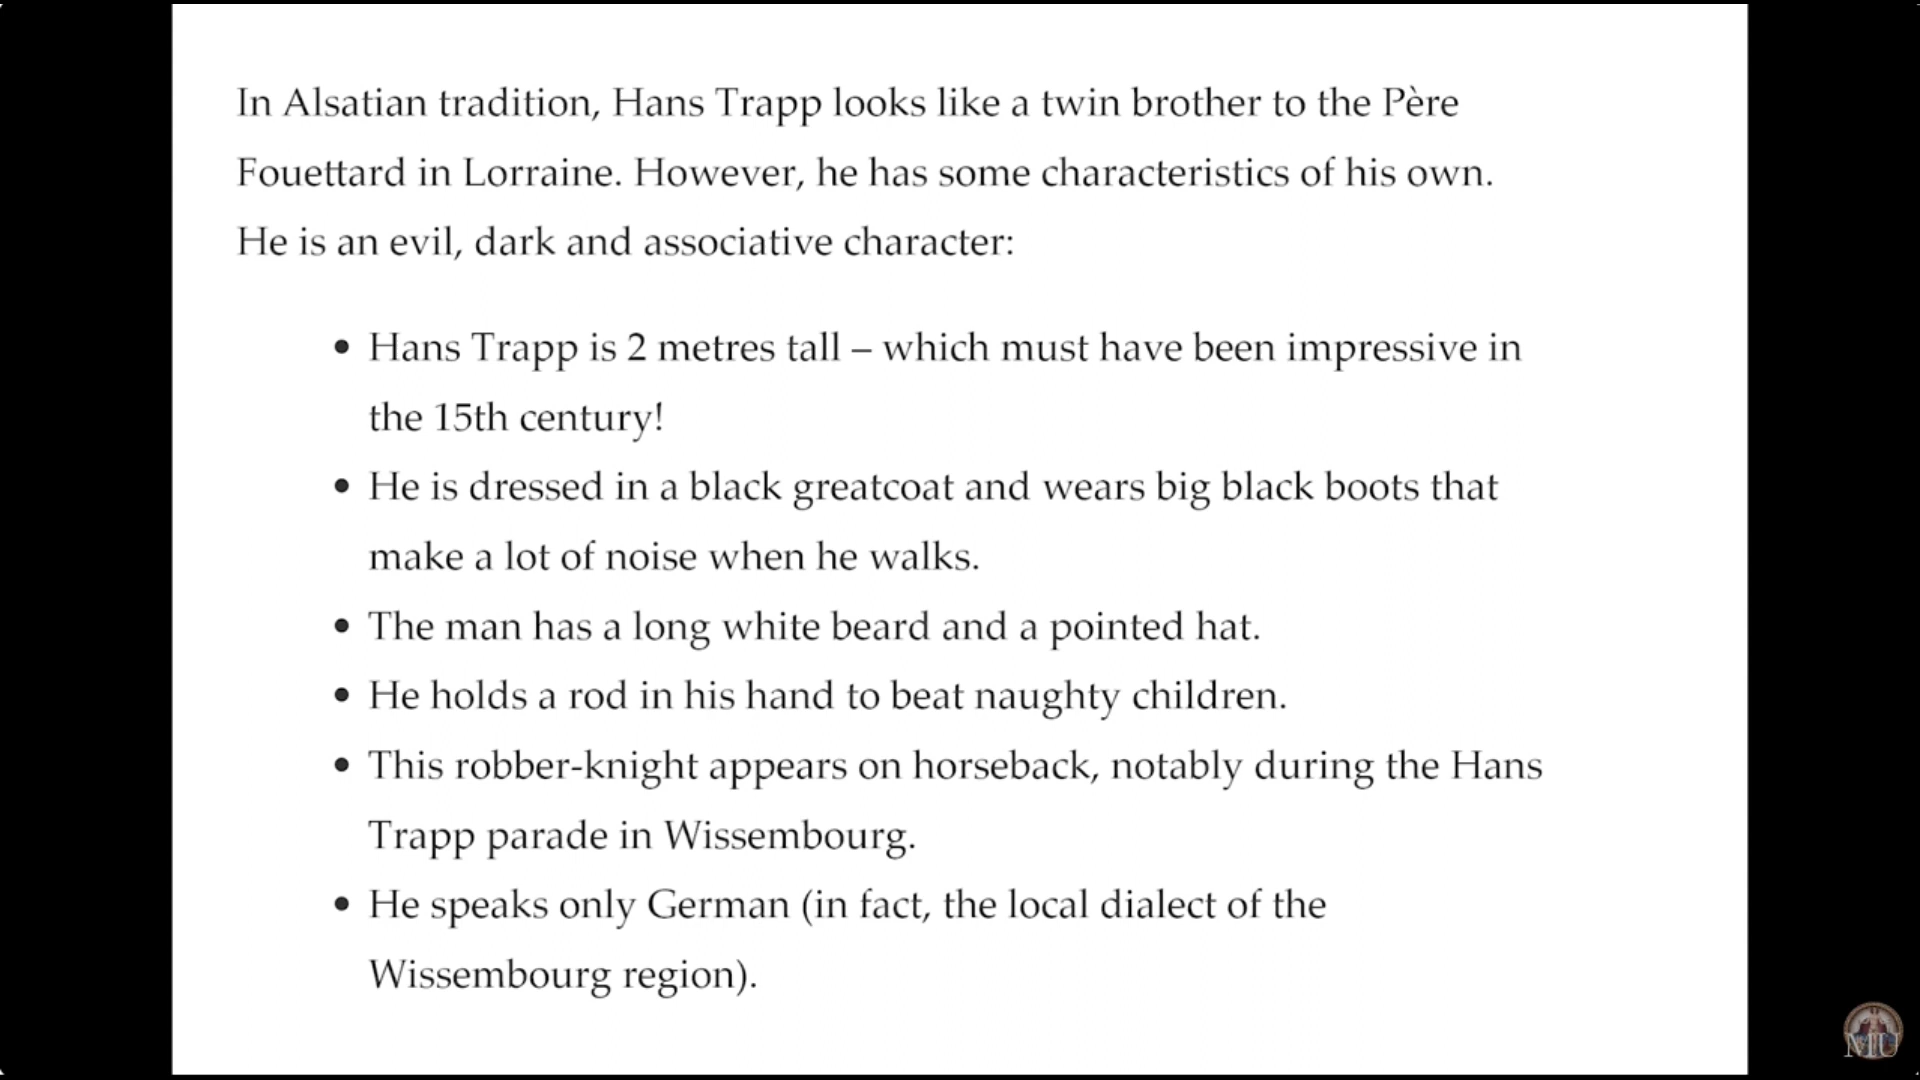 In Alsatian tradition, Hans Trapp looks like a twin brother to the Père
Fouettard in Lorraine. However, he has some characteristics of his own.
He is an evil, dark and associative character:
• Hans Trapp is 2 metres tall – which must have been impressive in
the 15th century!
• He is dressed in a black greatcoat and wears big black boots that
make a lot of noise when he walks.
• The man has a long white beard and a pointed hat.
• He holds a rod in his hand to beat naughty children.
• This robber-knight appears on horseback, notably during the Hans
Trapp parade in Wissembourg.
• He speaks only German (in fact, the local dialect of the
Wissembourg region).
MU